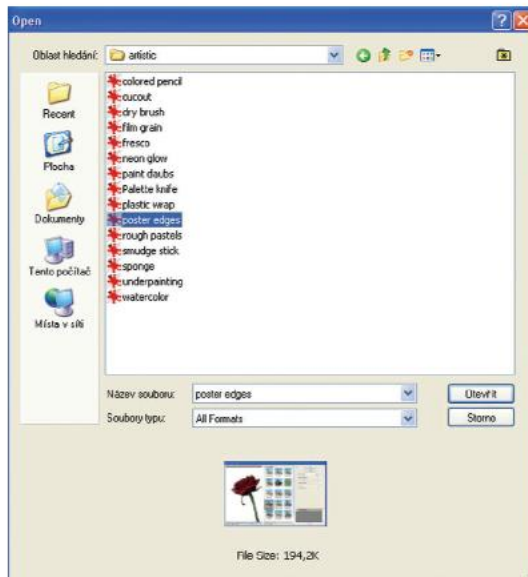 Open
Oblast hledání: artistic
colored pencil
cucout
dry brush
film grain
fresco
neon glow
paint daubs
Palette knife
plastic wrap
poster edges
rough pastels
smudge stick
sponge
underpainting
watercolor
Recent
Plocha
Dokumenty
Tento počítač
Místa v síti
Název souboru: poster edges Otevřít
Soubory typu: All Formats Storno
File Size: 194,2K